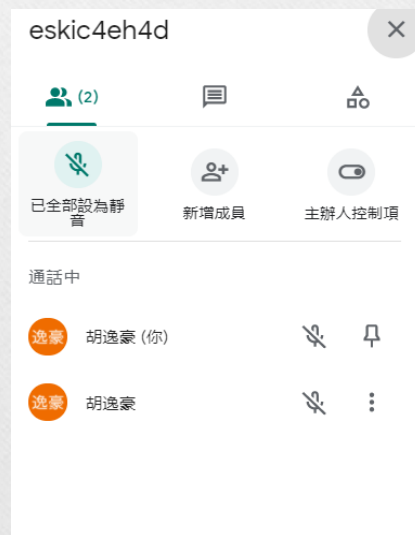 eskic4eh4d
(2)
已全部設為靜
音
新增成員
主辦人控制項
通話中
逸豪
胡逸豪 (你)
逸豪
胡逸豪